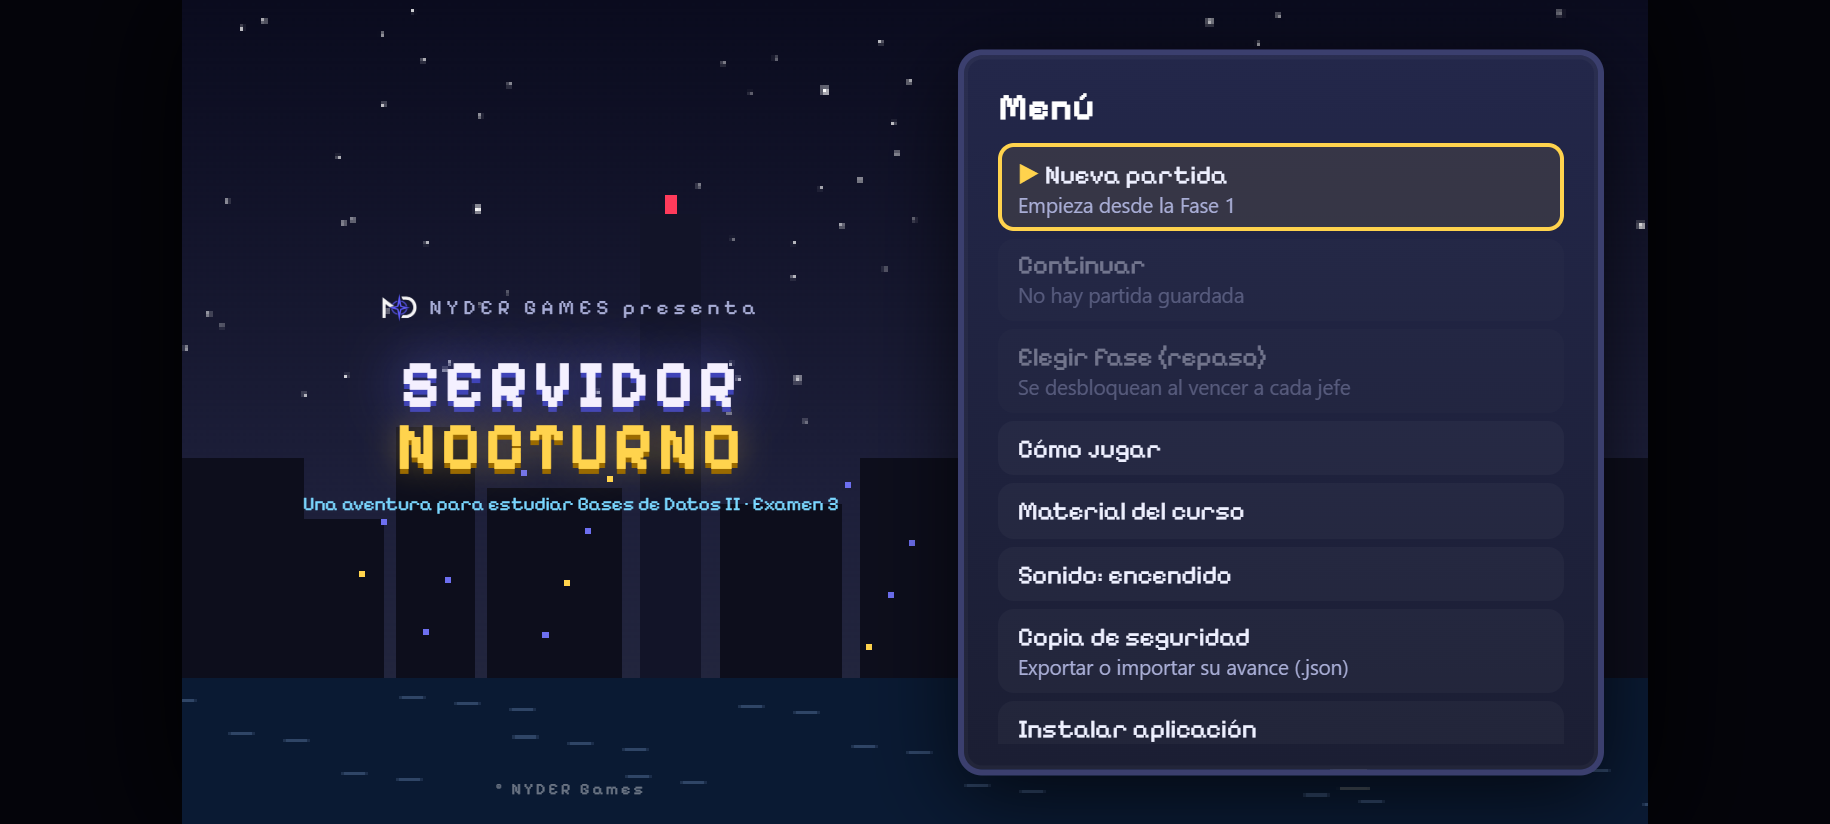 NYDER GAMES presenta
SERVIDOR
NOCTURNO
Una aventura para estudiar Bases de Datos II · Examen 3
NYDER Games
Menú
Nueva partida
Empieza desde la Fase 1
Continuar
No hay partida guardada
Elegir fase (repaso)
Se desbloquean al vencer a cada jefe
Cómo jugar
Material del curso
Sonido: encendido
Copia de seguridad
Exportar o importar su avance (.json)
Instalar aplicación